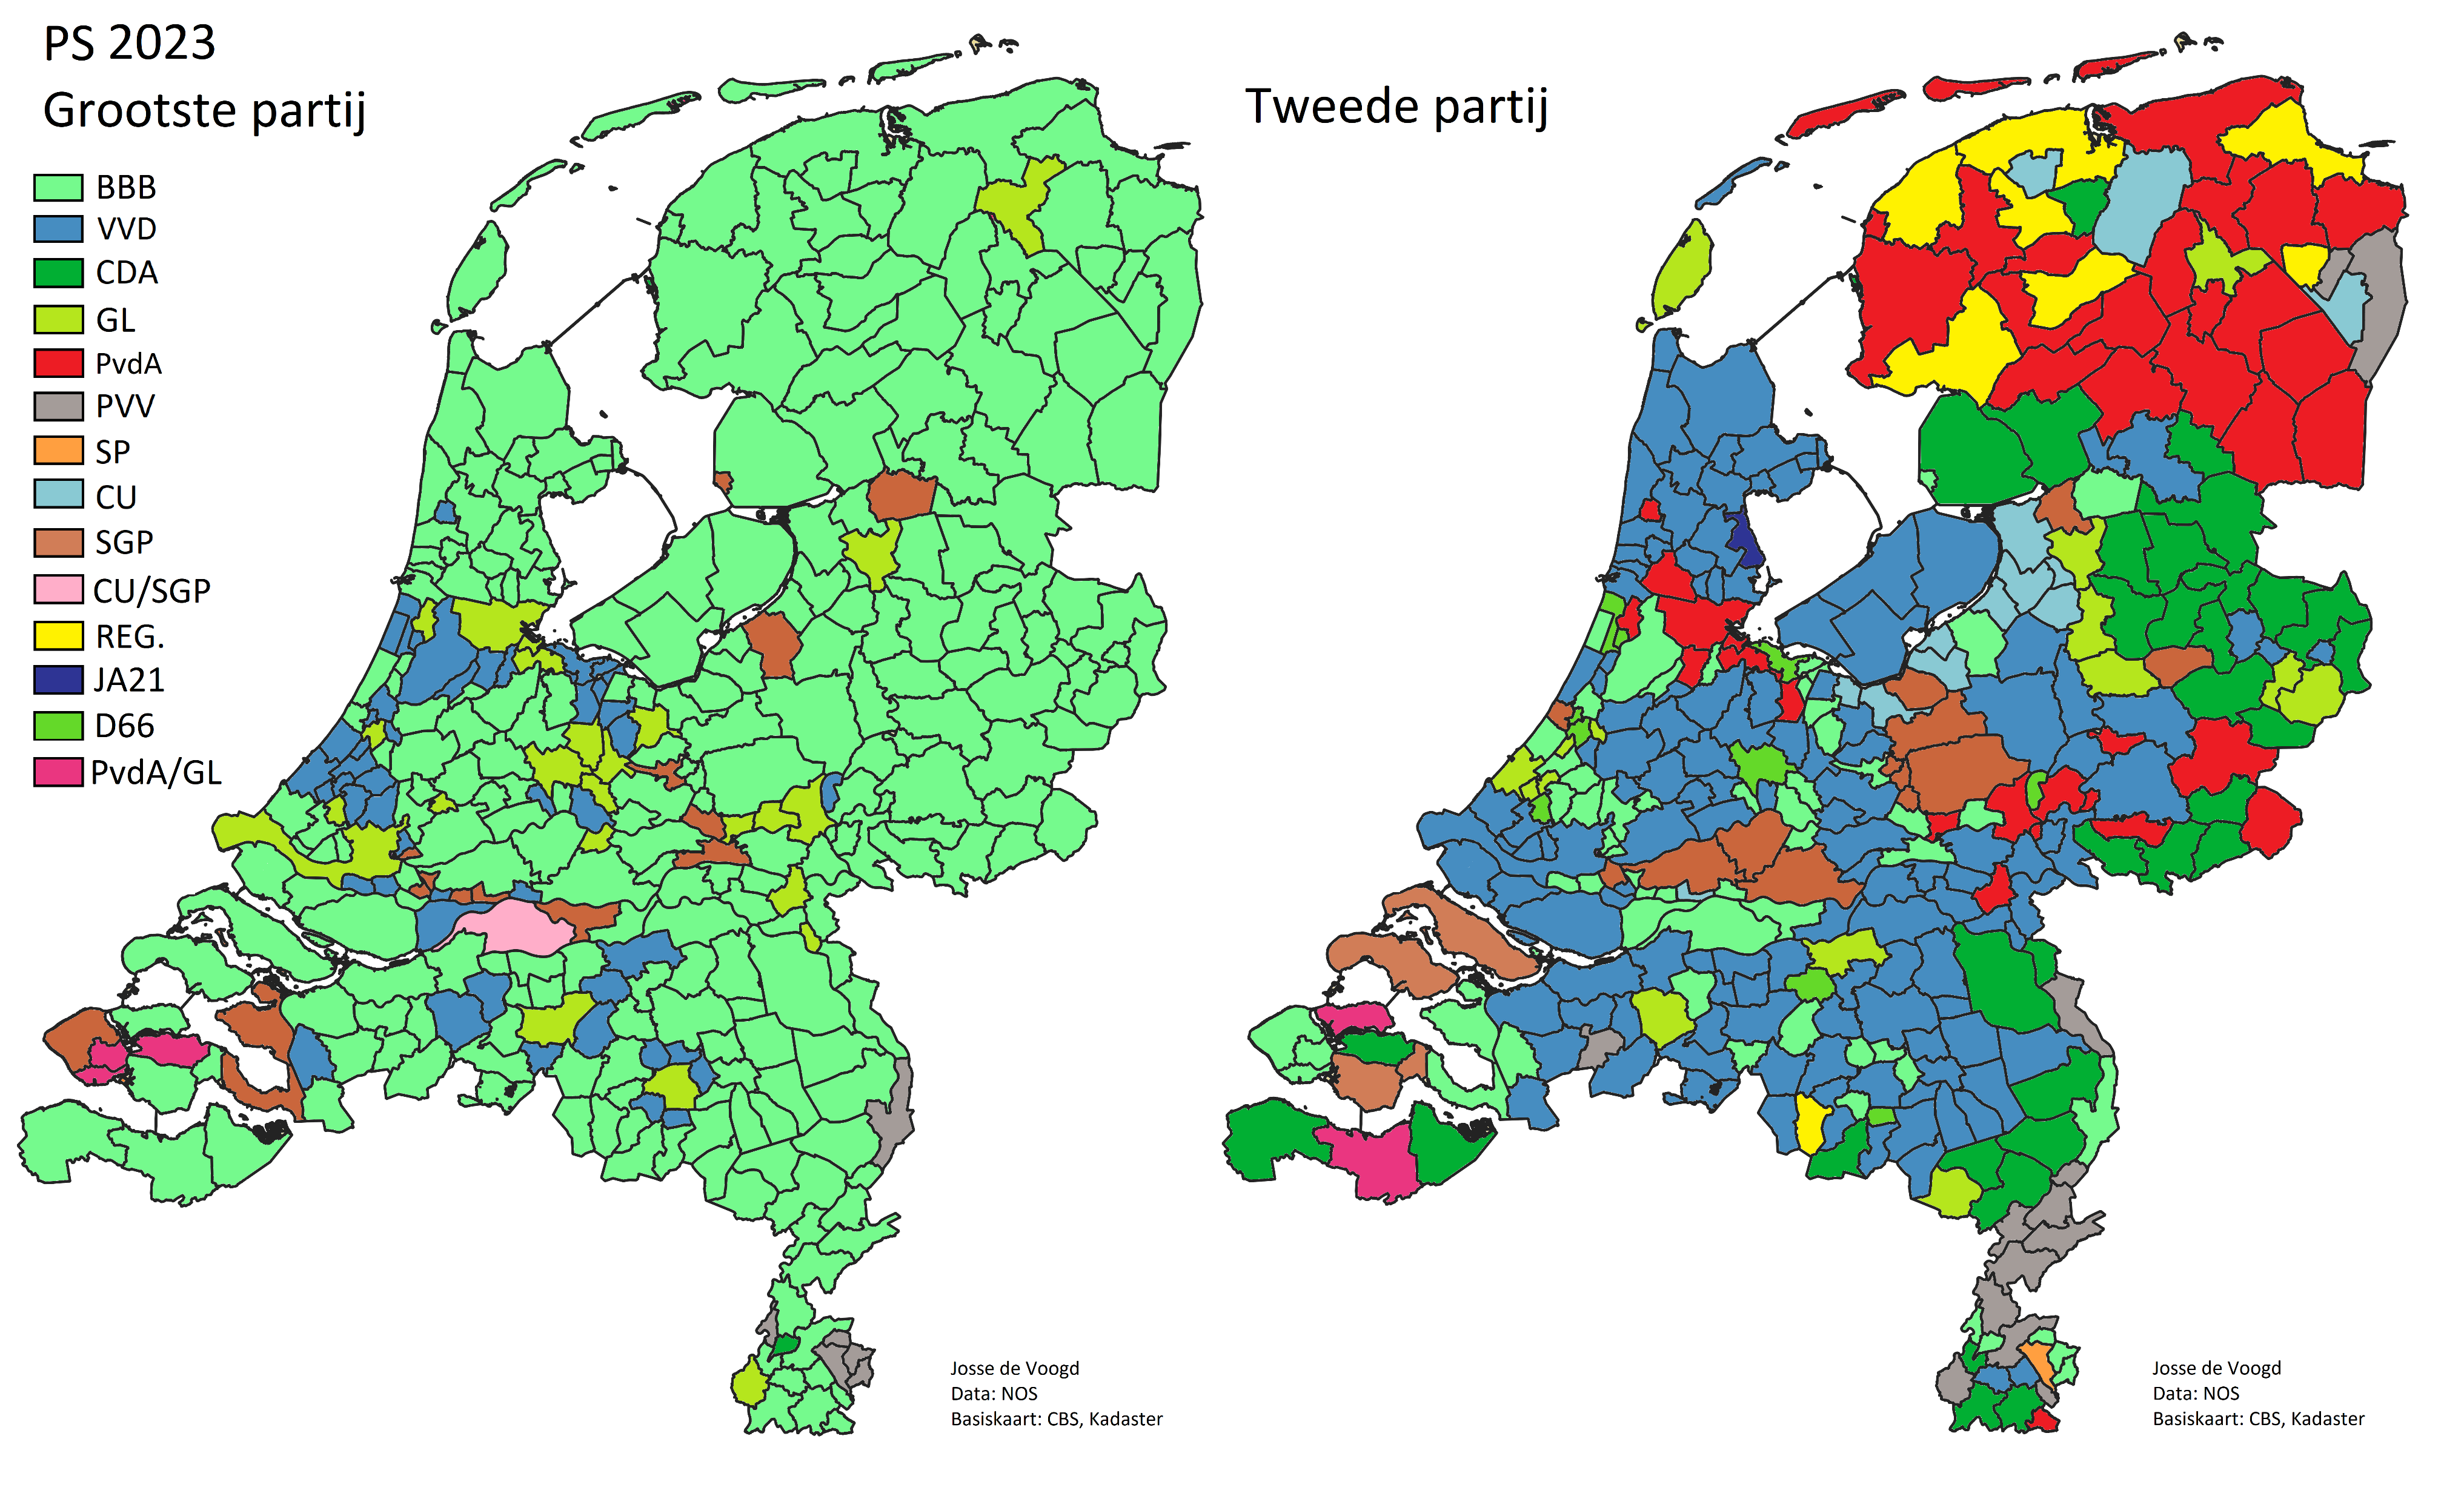 PS 2023
Grootste partij
BBB
VVD
CDA
GL
PvdA
PVV
SP
CU
SGP
CU/SGP
REG.
JA21
D66
PvdA/GL
Josse de Voogd
Data: NOS
Basiskaart: CBS, Kadaster
Tweede partij
Josse de Voogd
Data: NOS
Basiskaart: CBS, Kadaster